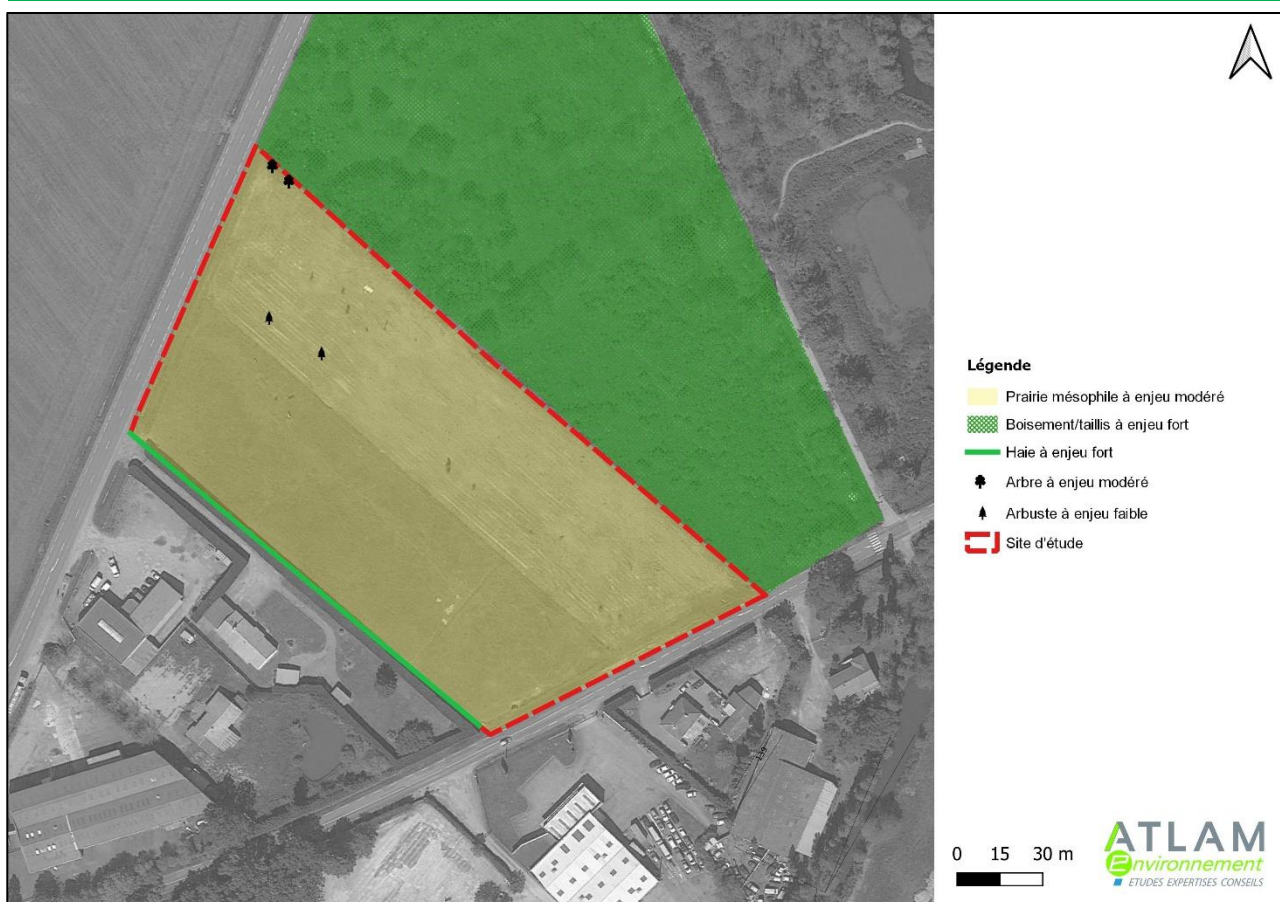 Légende
Prairie mésophile à enjeu modéré
Boisement/taillis à enjeu fort
Haie à enjeu fort
Arbre à enjeu modéré
Arbuste à enjeu faible
Site d'étude
139
0 15 30 m
ATLAM
Environnement
ETUDES EXPERTISES CONSEILS